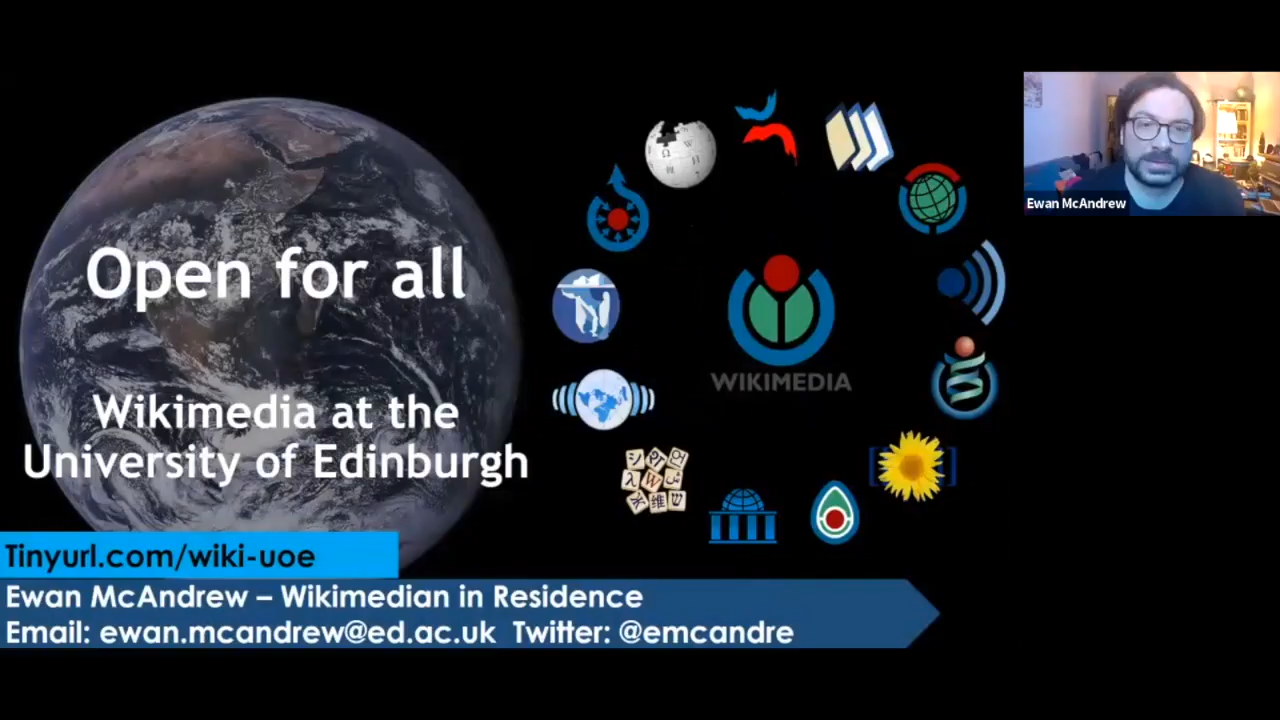 Open for all
Wikimedia at the
University of Edinburgh
Tinyurl.com/wiki-uoe
Ewan McAndrew – Wikimedian in Residence
Email: ewan.mcandrew@ed.ac.uk Twitter: @emcandre
WIKIMEDIA
Ewan McAndrew